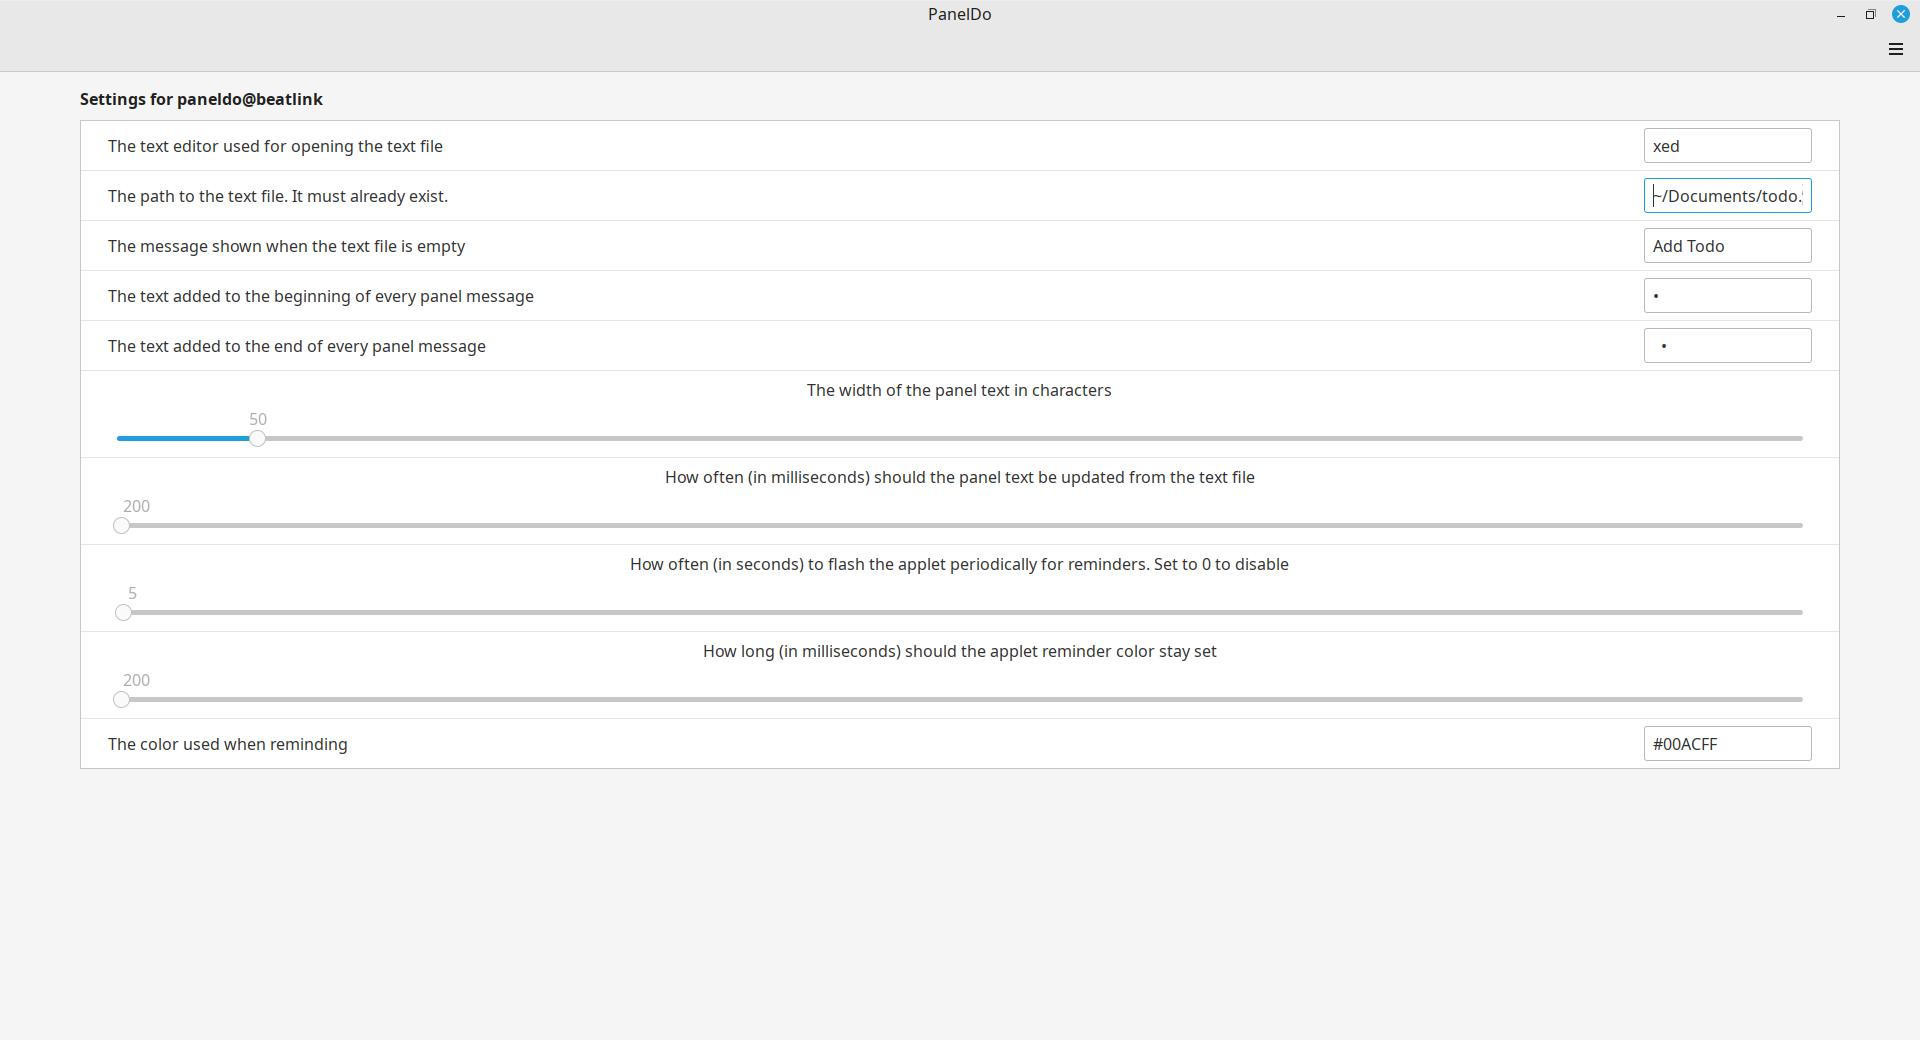 PanelDo
Settings for paneldo@beatlink
The text editor used for opening the text file
xed
The path to the text file. It must already exist.
~/Documents/todo.
The message shown when the text file is empty
Add Todo
The text added to the beginning of every panel message
•
The text added to the end of every panel message
•
The width of the panel text in characters
50
How often (in milliseconds) should the panel text be updated from the text file
200
How often (in seconds) to flash the applet periodically for reminders. Set to 0 to disable
5
How long (in milliseconds) should the applet reminder color stay set
200
The color used when reminding
#00ACFF